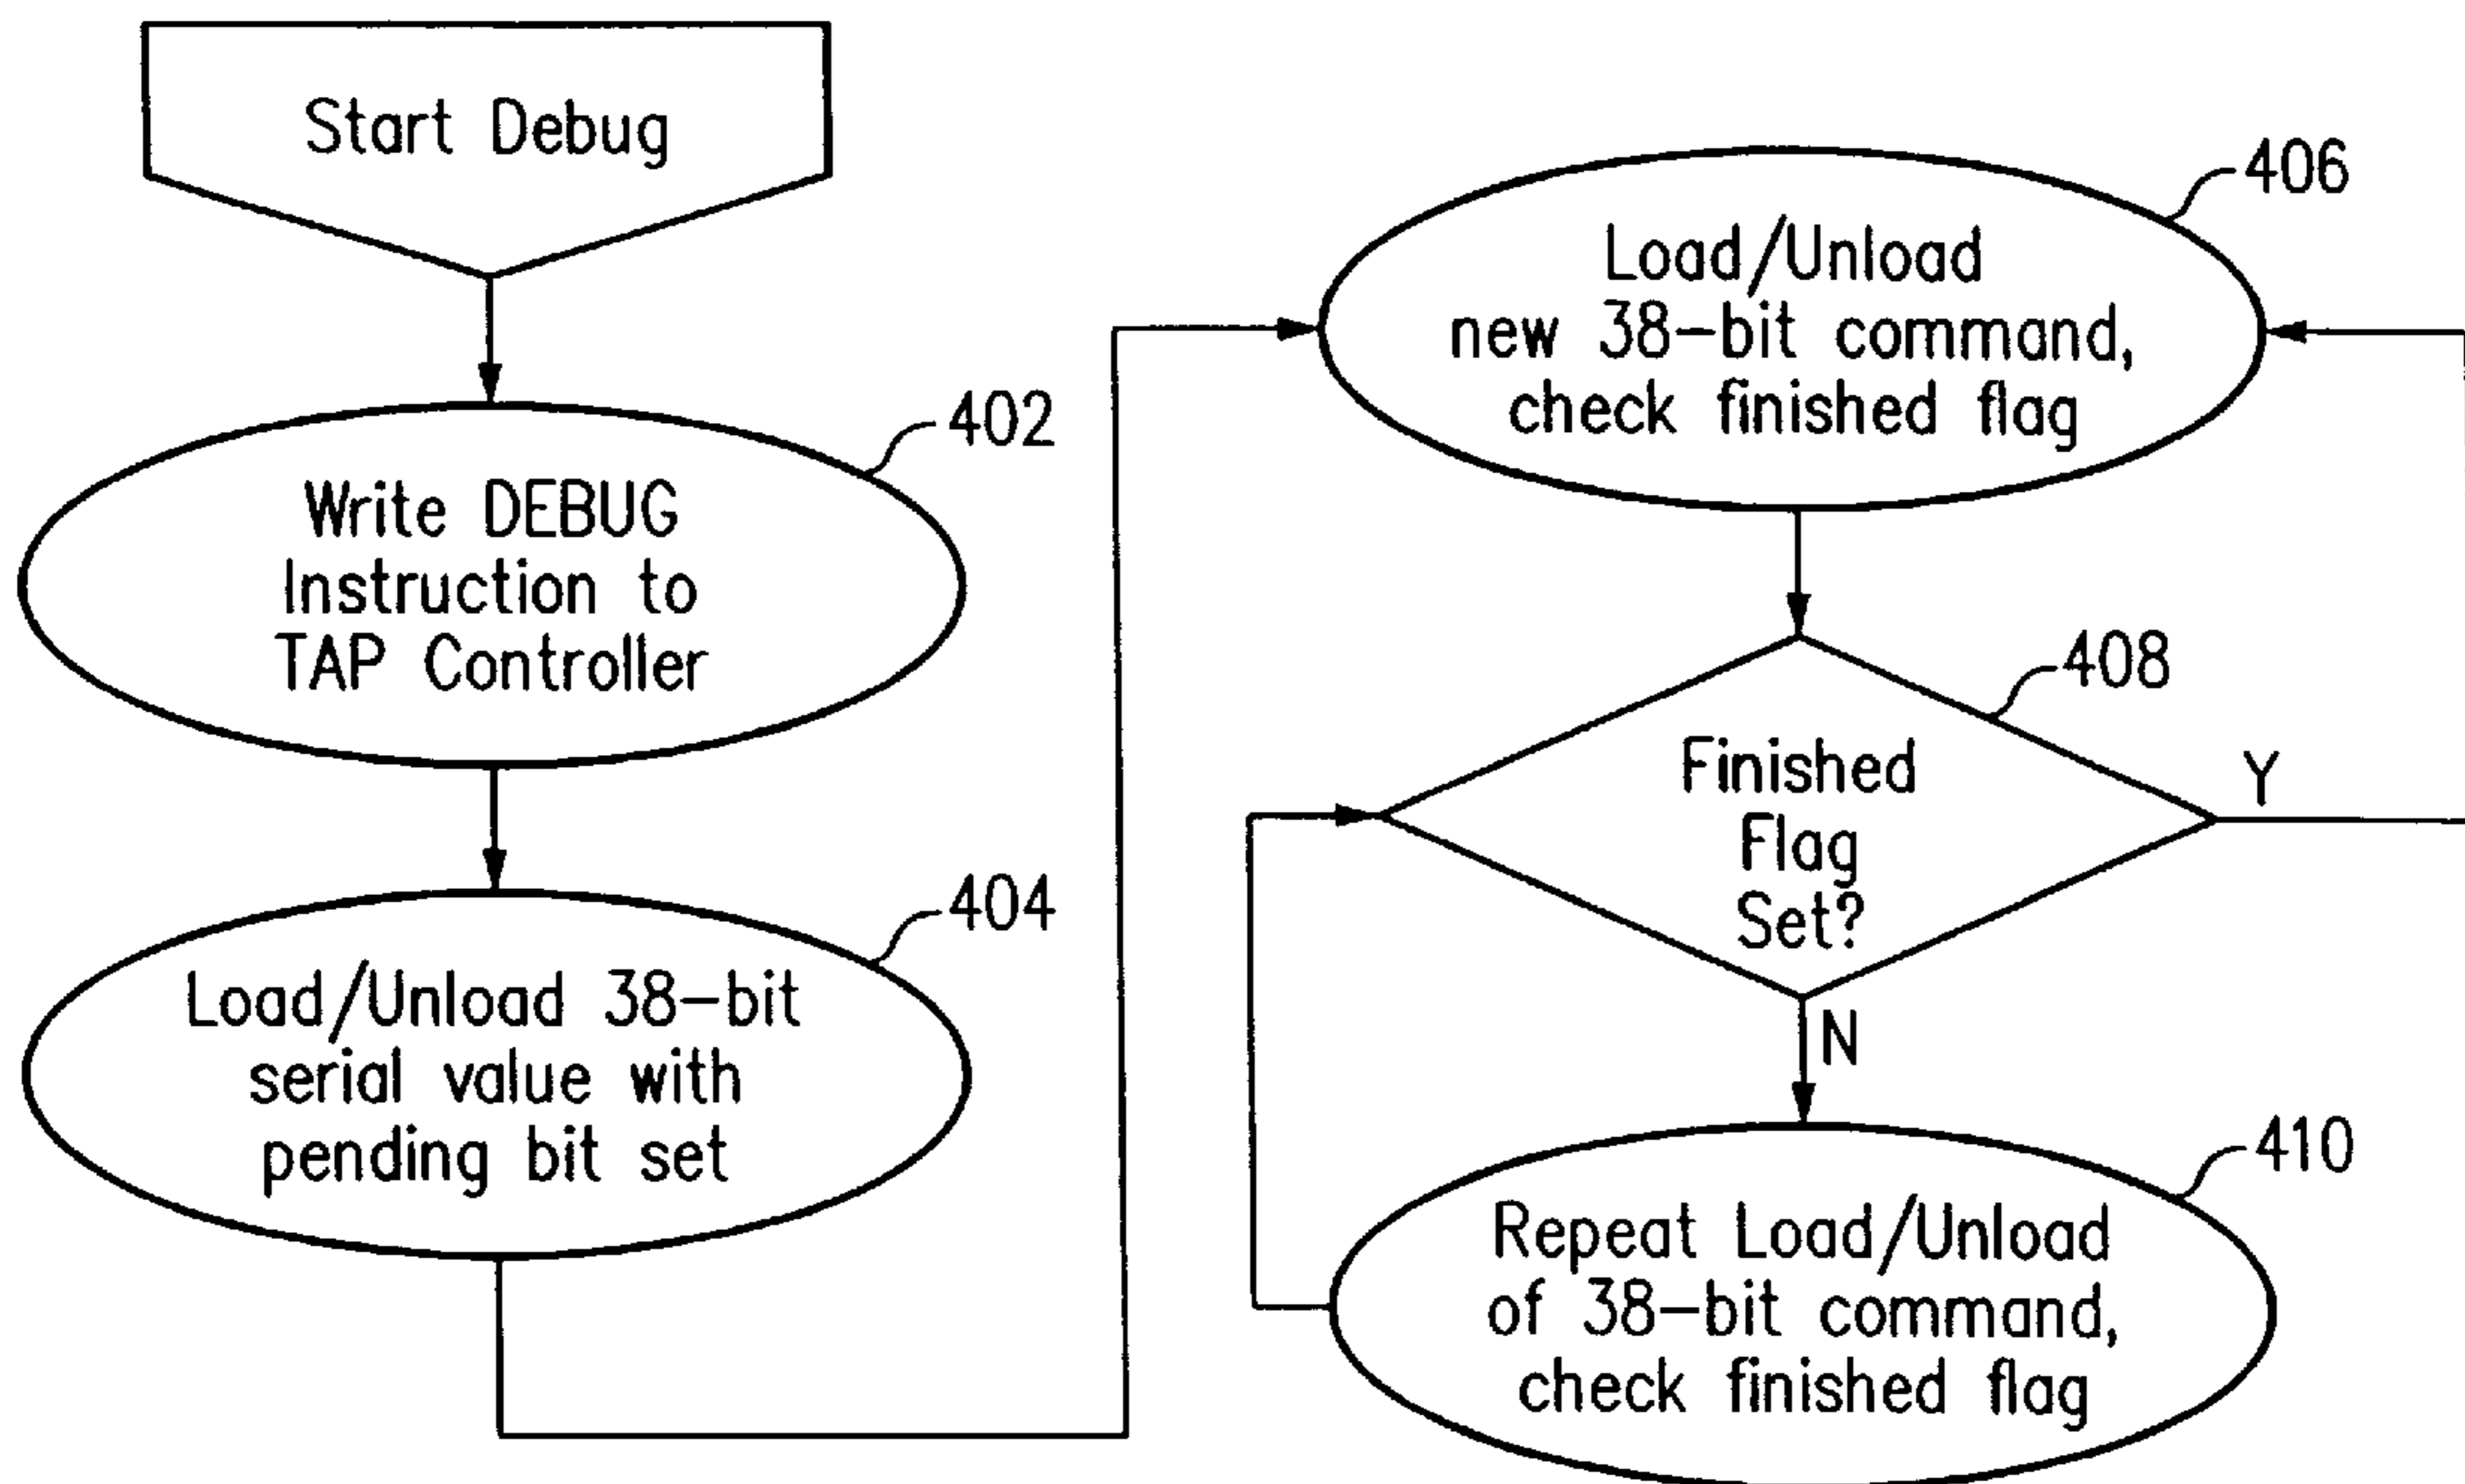 Start Debug
402
Write DEBUG
Instruction to
TAP Controller
404
Load/Unload 38-bit
serial value with
pending bit set
406
Load/Unload
new 38-bit command,
check finished flag
408
Finished
Flag
Set?
Y
N
410
Repeat Load/Unload
of 38-bit command,
check finished flag